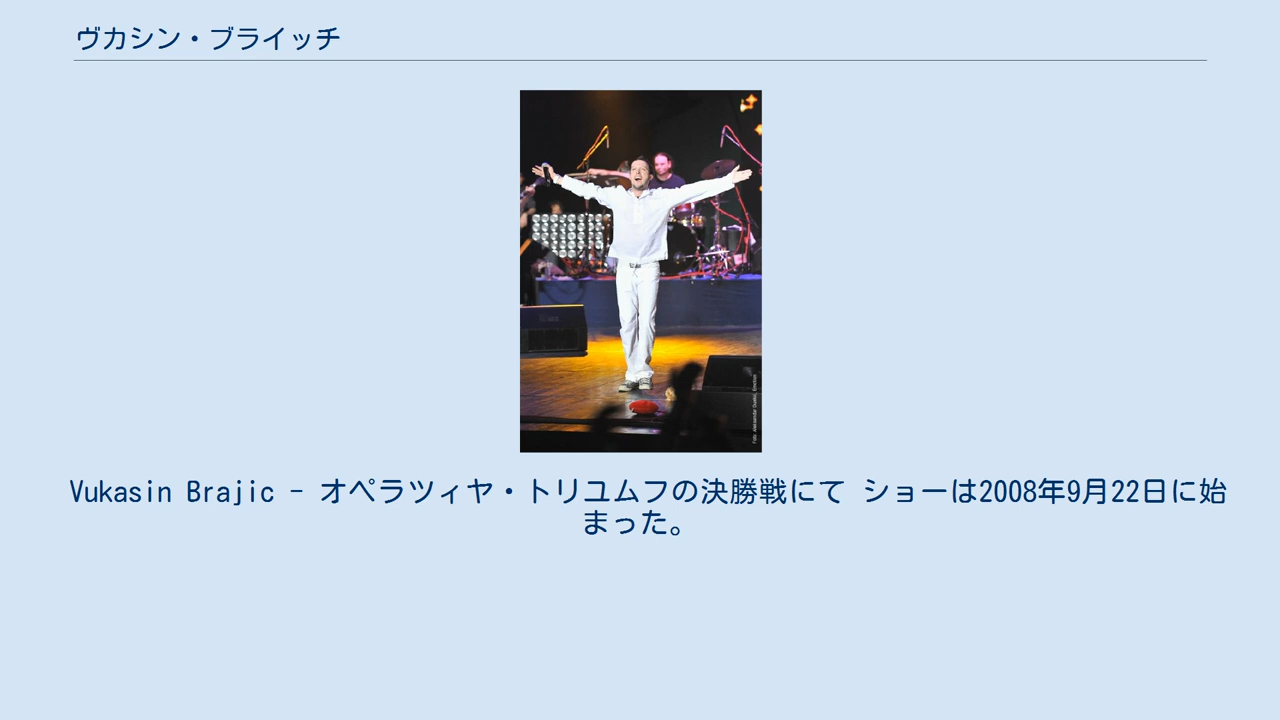 ヴカシン・ブライッチ
Vukasin Brajic - オペラツィヤ・トリユムフの決勝戦にて ショーは2008年9月22日に始
まった。